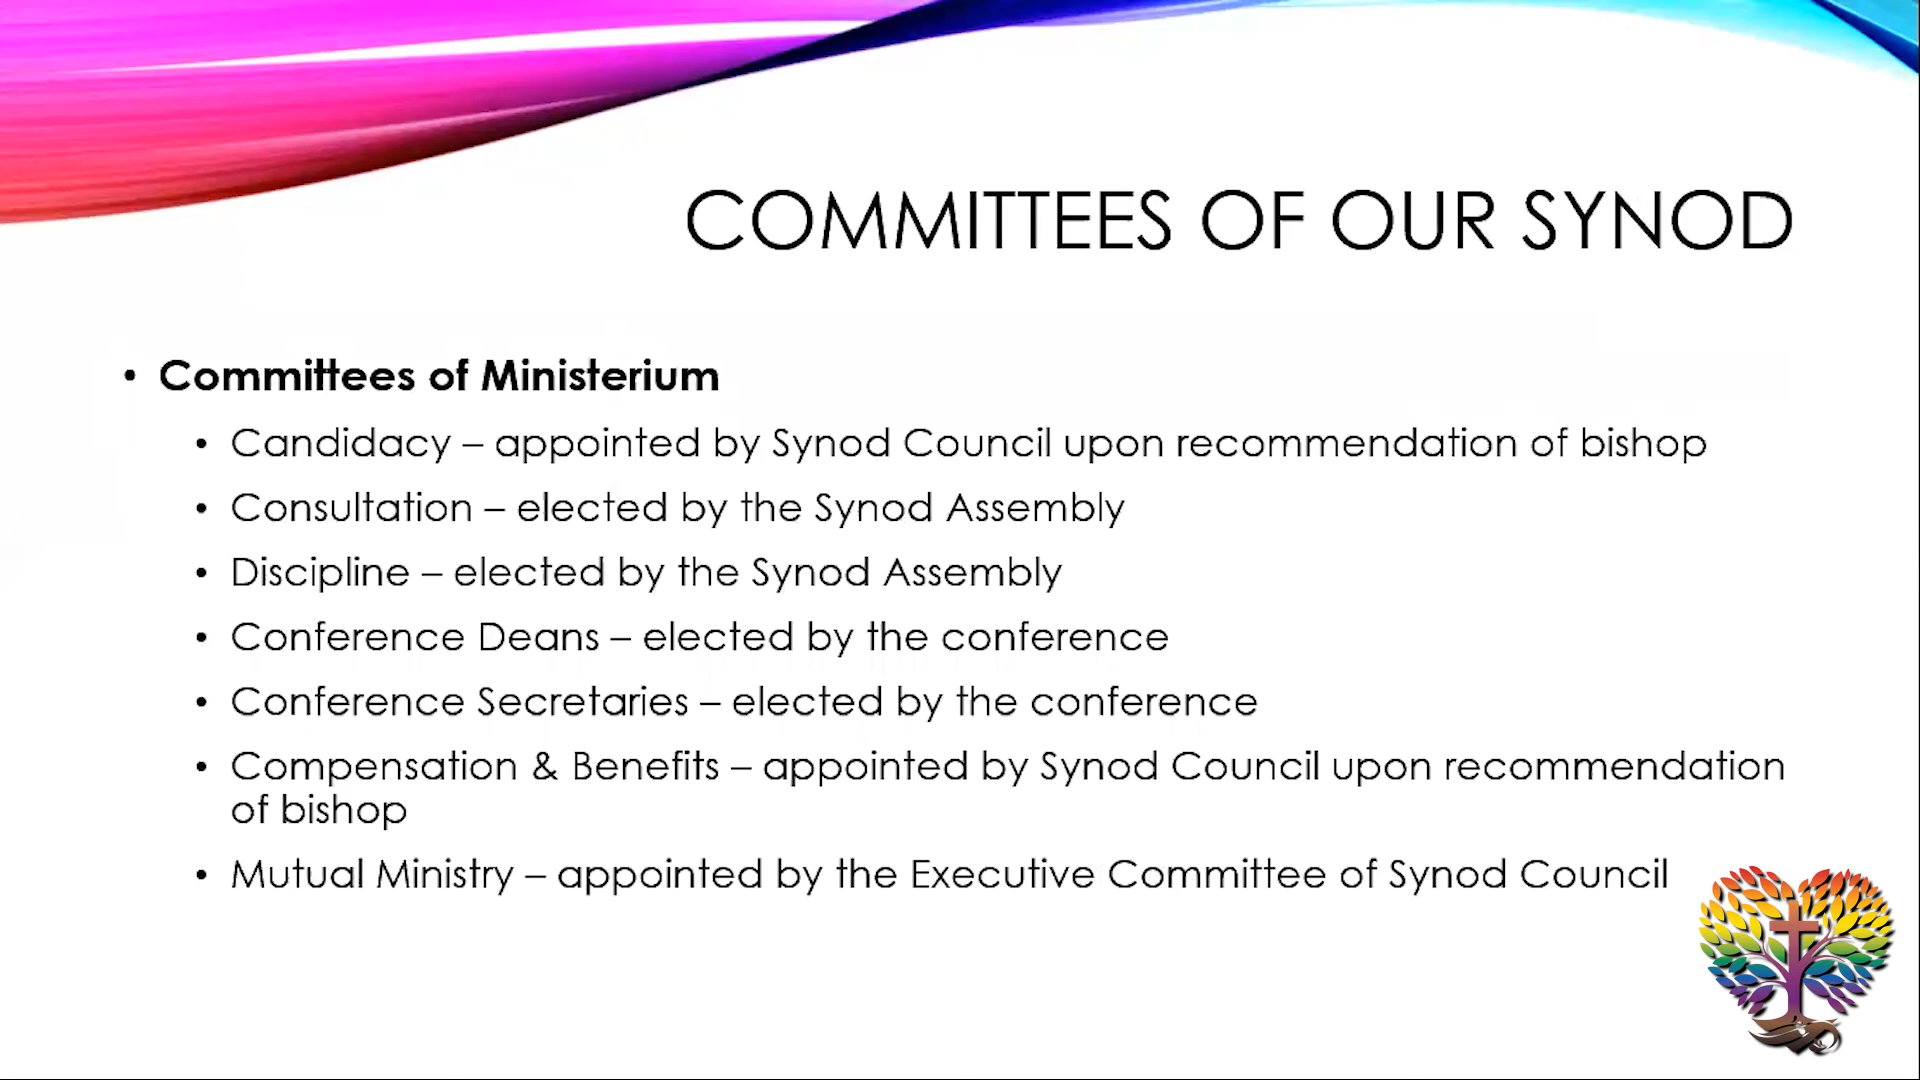 COMMITTEES OF OUR SYNOD
• Committees of Ministerium
• Candidacy – appointed by Synod Council upon recommendation of bishop
• Consultation – elected by the Synod Assembly
• Discipline – elected by the Synod Assembly
• Conference Deans – elected by the conference
• Conference Secretaries – elected by the conference
• Compensation & Benefits – appointed by Synod Council upon recommendation
of bishop
• Mutual Ministry – appointed by the Executive Committee of Synod Council